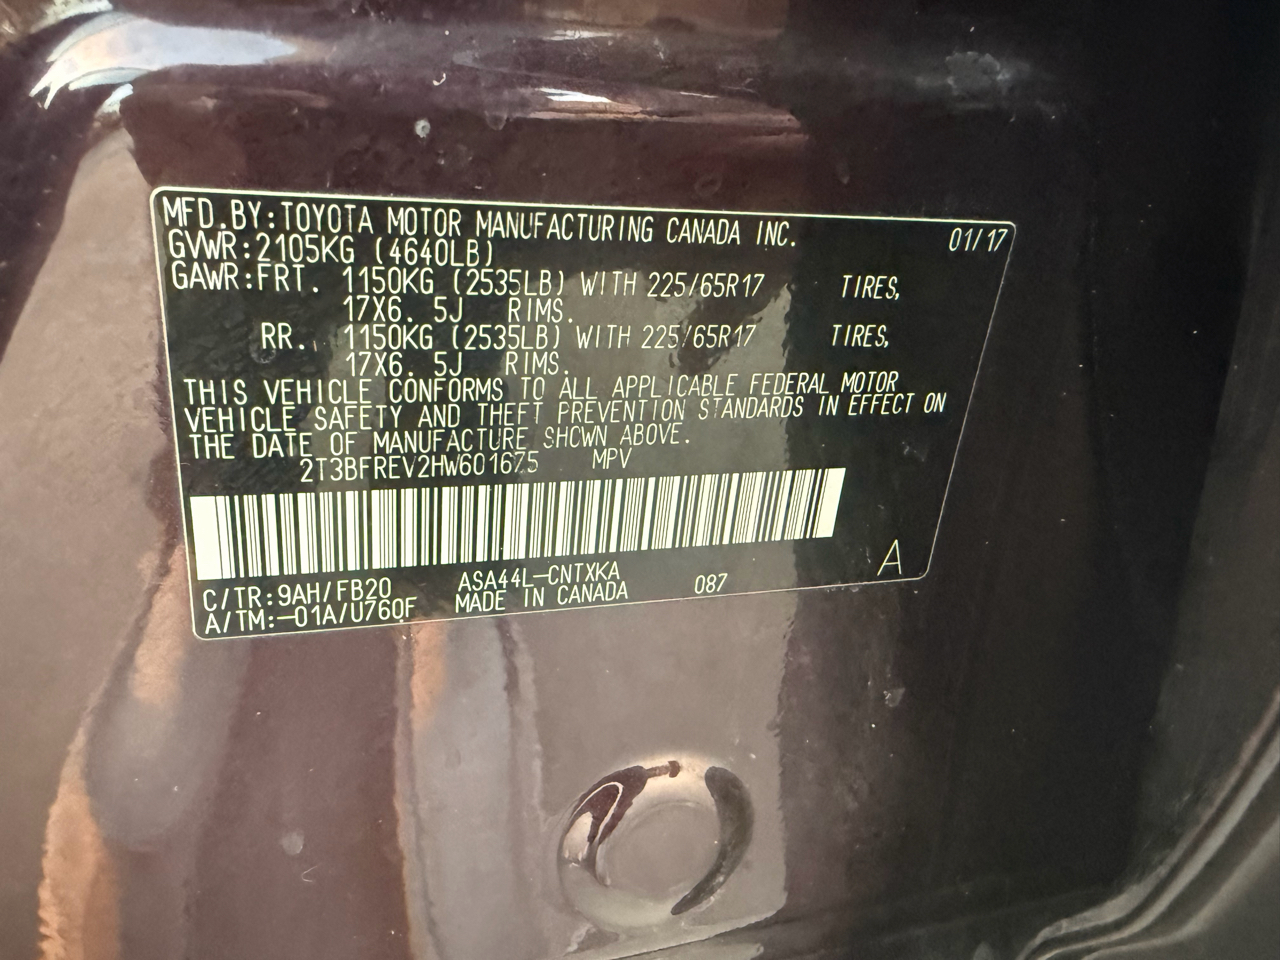 MFD.BY:TOYOTA MOTOR MANUFACTURING CANADA INC. 01/17
GVWR:2105KG (4640LB)
GAWR:FRT. 1150KG (2535LB) WITH 225/65R17 TIRES,
17X6. 5J RIMS.
RR. 1150KG (2535LB) WITH 225/65R17 TIRES,
17X6. 5J RIMS.
THIS VEHICLE CONFORMS TO ALL APPLICABLE FEDERAL MOTOR
VEHICLE SAFETY AND THEFT PREVENTION STANDARDS IN EFFECT ON
THE DATE OF MANUFACTURE SHOWN ABOVE.
2T3BFREV2HW601675 MPV
A
C/TR:9AH/FB20 ASA44L-CNTXKA 087
A/TM:-01A/U760F MADE IN CANADA